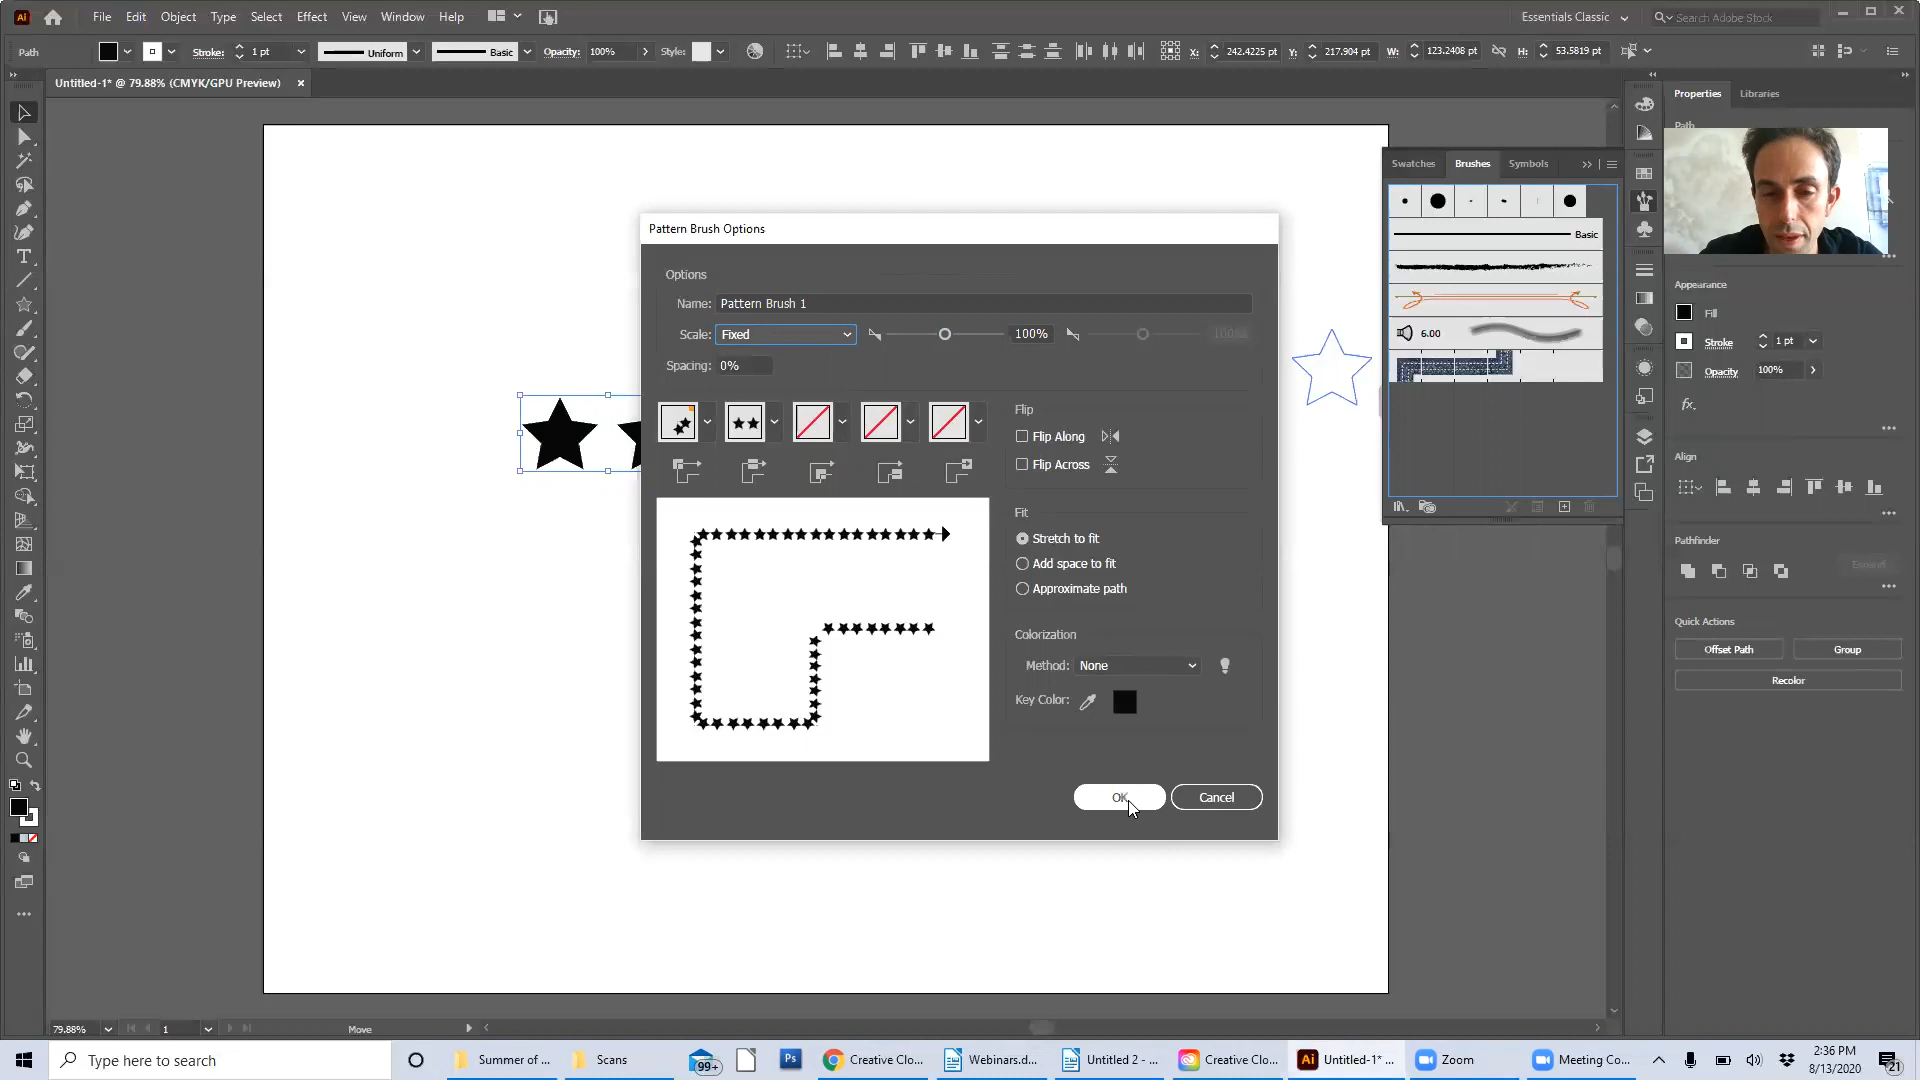 Ai File Edit Object Type Select Effect View Window Help Essentials Classic Search Adobe Stock
Path Stroke: 1 pt Uniform Basic Opacity: 100% Style: X: 242.4225 pt Y: 217.904 pt W: 123.2408 pt H: 53.5819 pt
Untitled-1* @ 79.88% (CMYK/GPU Preview) ×
Properties Libraries
Path
Swatches Brushes Symbols
Basic
6.00
Appearance
Fill
Stroke 1 pt
Opacity 100%
fx.
Align
Pathfinder
Expand
Quick Actions
Offset Path Group
Recolor
Pattern Brush Options
Options
Name: Pattern Brush 1
Scale: Fixed 100% 100%
Spacing: 0%
Flip
Flip Along
Flip Across
Fit
Stretch to fit
Add space to fit
Approximate path
Colorization
Method: None
Key Color:
OK Cancel
79.88% 1 Move
Type here to search Summer of ... Scans 99+ Ps Creative Clo... Webinars.d... Untitled 2 - ... Creative Clo... Ai Untitled-1* ... Zoom Meeting Co... 2:36 PM
8/13/2020 21